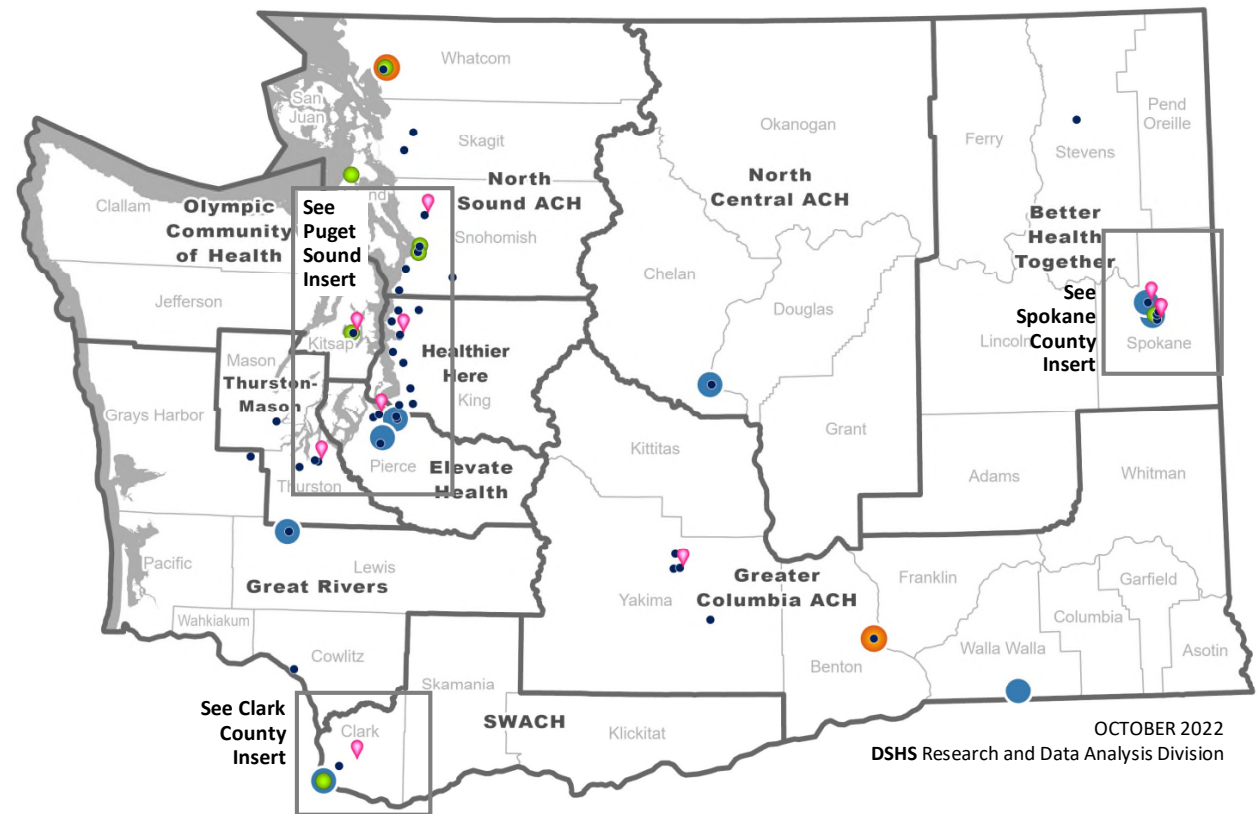 Whatcom
San
Juan
Skagit
Okanogan
Ferry
Stevens
Pend
Oreille
North
Sound ACH
North
Central ACH
Clallam
Olympic
Community
of Health
See
Puget
Sound
Insert
nd
Snohomish
Better
Health
Together
Chelan
Douglas
Jefferson
See
Spokane
County
Insert
Lincoln
Spokane
Kitsap
Mason
Thurston-
Mason
Healthier
Here
King
Grays Harbor
Grant
Kittitas
Pierce
Elevate
Health
Thurston
Adams
Whitman
Pacific
Lewis
Great Rivers
Greater
Columbia ACH
Yakima
Franklin
Garfield
Columbia
Wahkiakum
Cowlitz
Benton
Walla Walla
Asotin
Skamania
See Clark
County
Insert
Clark
SWACH
Klickitat
OCTOBER 2022
DSHS Research and Data Analysis Division